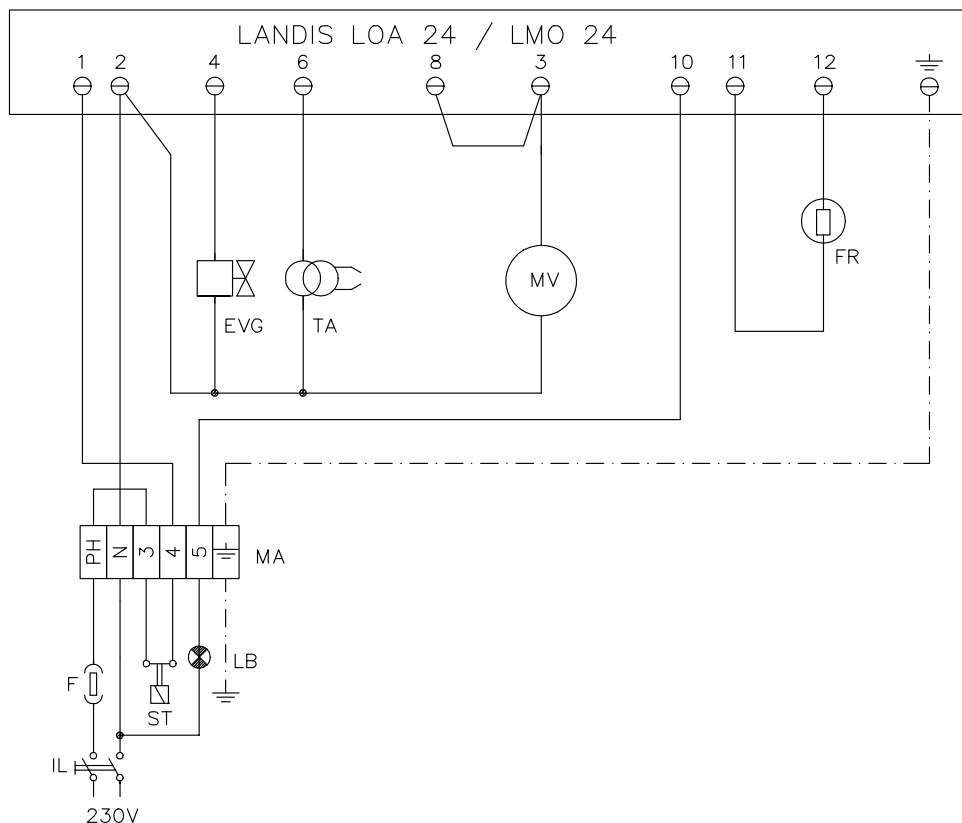 LANDIS LOA 24 / LMO 24
1 2 4 6 8 3 10 11 12
FR
MV
EVG TA
PH N 3 4 5 MA
LB
F
ST
IL
230V